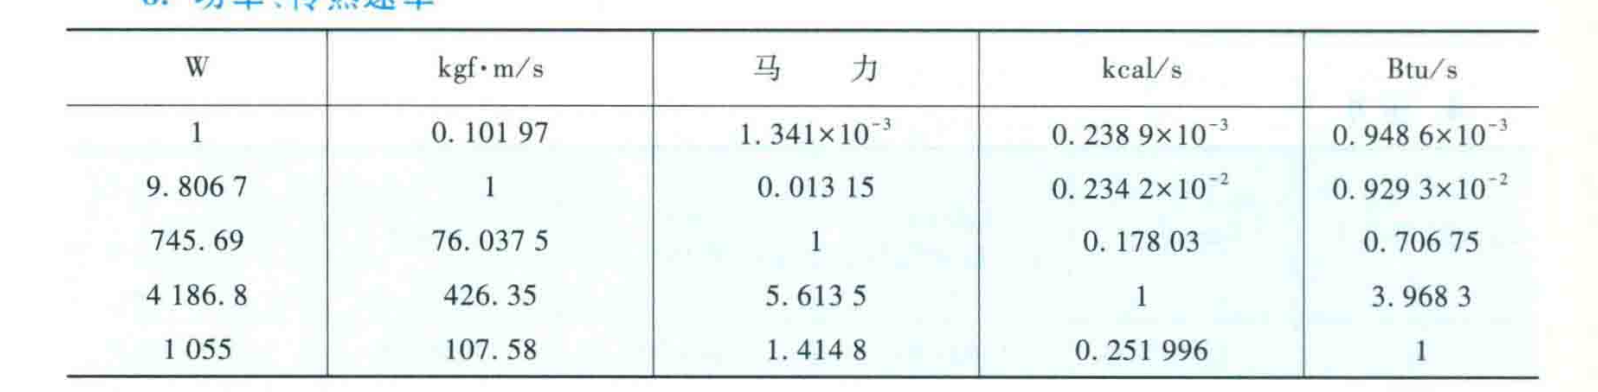 W kgf·m/s 马 力 kcal/s Btu/s
1 0.101 97 1.341×10⁻³ 0.238 9×10⁻³ 0.948 6×10⁻³
9.806 7 1 0.013 15 0.234 2×10⁻² 0.929 3×10⁻²
745.69 76.037 5 1 0.178 03 0.706 75
4 186.8 426.35 5.613 5 1 3.968 3
1 055 107.58 1.414 8 0.251 996 1